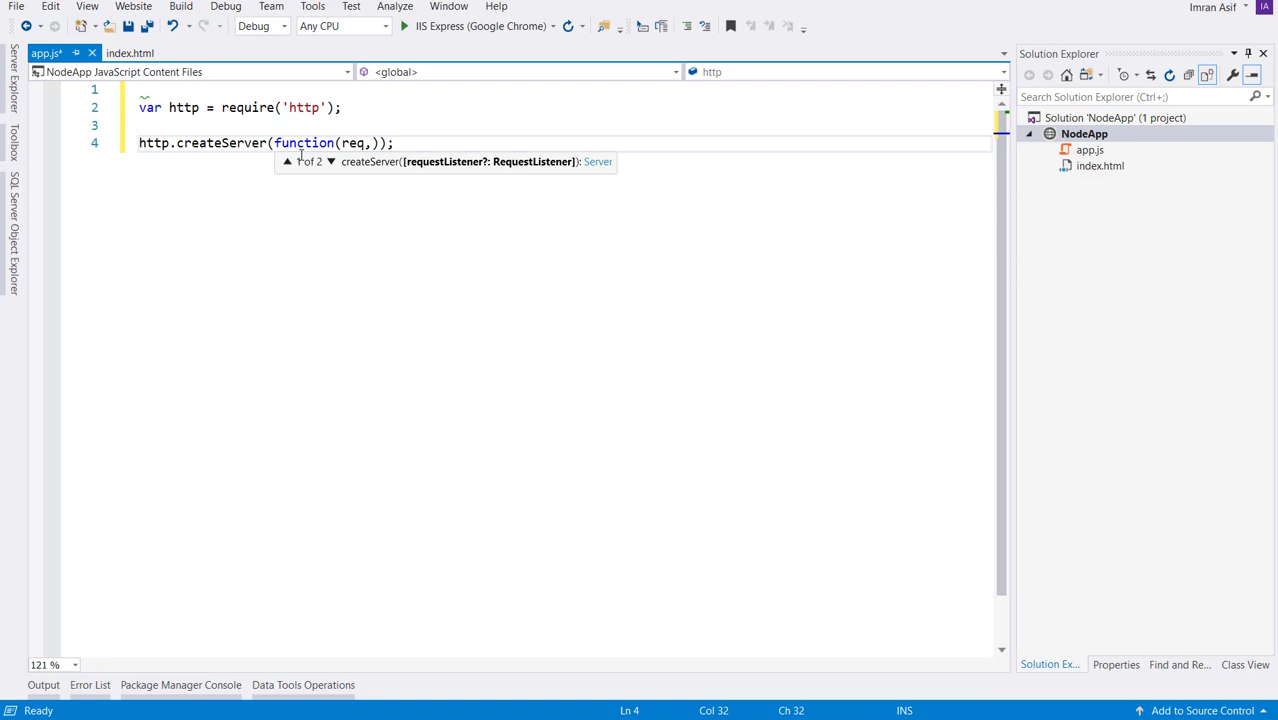 File Edit View Website Build Debug Team Tools Test Analyze Window Help Imran Asif IA
Debug Any CPU IIS Express (Google Chrome)
app.js* index.html Solution Explorer
NodeApp JavaScript Content Files <global> http
Search Solution Explorer (Ctrl+;)
1
2 var http = require('http');
3
4 http.createServer(function(req,));
1 of 2 createServer([requestListener?: RequestListener]): Server
Solution 'NodeApp' (1 project)
NodeApp
app.js
index.html
Server Explorer
Toolbox
SQL Server Object Explorer
121 %
Solution Ex... Properties Find and Re... Class View
Output Error List Package Manager Console Data Tools Operations
Ready Ln 4 Col 32 Ch 32 INS Add to Source Control